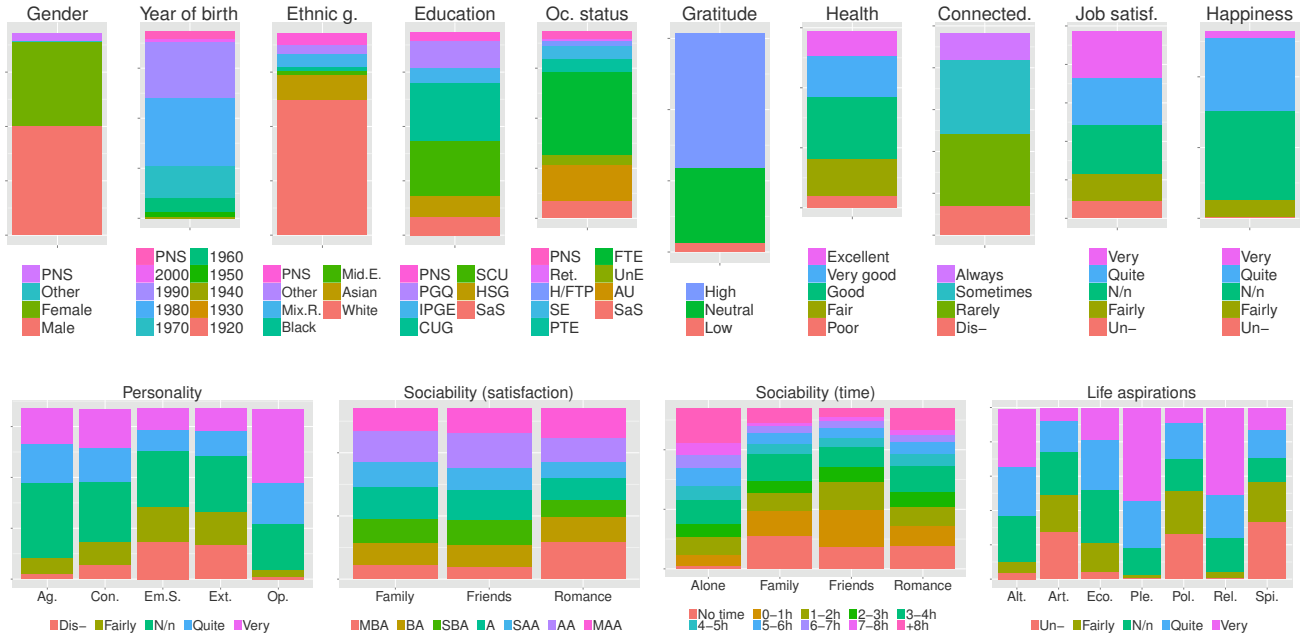 Gender Year of birth Ethnic g. Education Oc. status Gratitude Health Connected. Job satisf. Happiness
PNS
Other
Female
Male
PNS 1960
2000 1950
1990 1940
1980 1930
1970 1920
PNS Mid.E.
Other Asian
Mix.R. White
Black
PNS SCU
PGQ HSG
IPGE SaS
CUG
PNS FTE
Ret. UnE
H/FTP AU
SE SaS
PTE
High
Neutral
Low
Excellent
Very good
Good
Fair
Poor
Always
Sometimes
Rarely
Dis−
Very
Quite
N/n
Fairly
Un−
Very
Quite
N/n
Fairly
Un−
Personality
Ag. Con. Em.S. Ext. Op.
Dis− Fairly N/n Quite Very
Sociability (satisfaction)
Family Friends Romance
MBA BA SBA A SAA AA MAA
Sociability (time)
Alone Family Friends Romance
No time 0−1h 1−2h 2−3h 3−4h
4−5h 5−6h 6−7h 7−8h +8h
Life aspirations
Alt. Art. Eco. Ple. Pol. Rel. Spi.
Un− Fairly N/n Quite Very